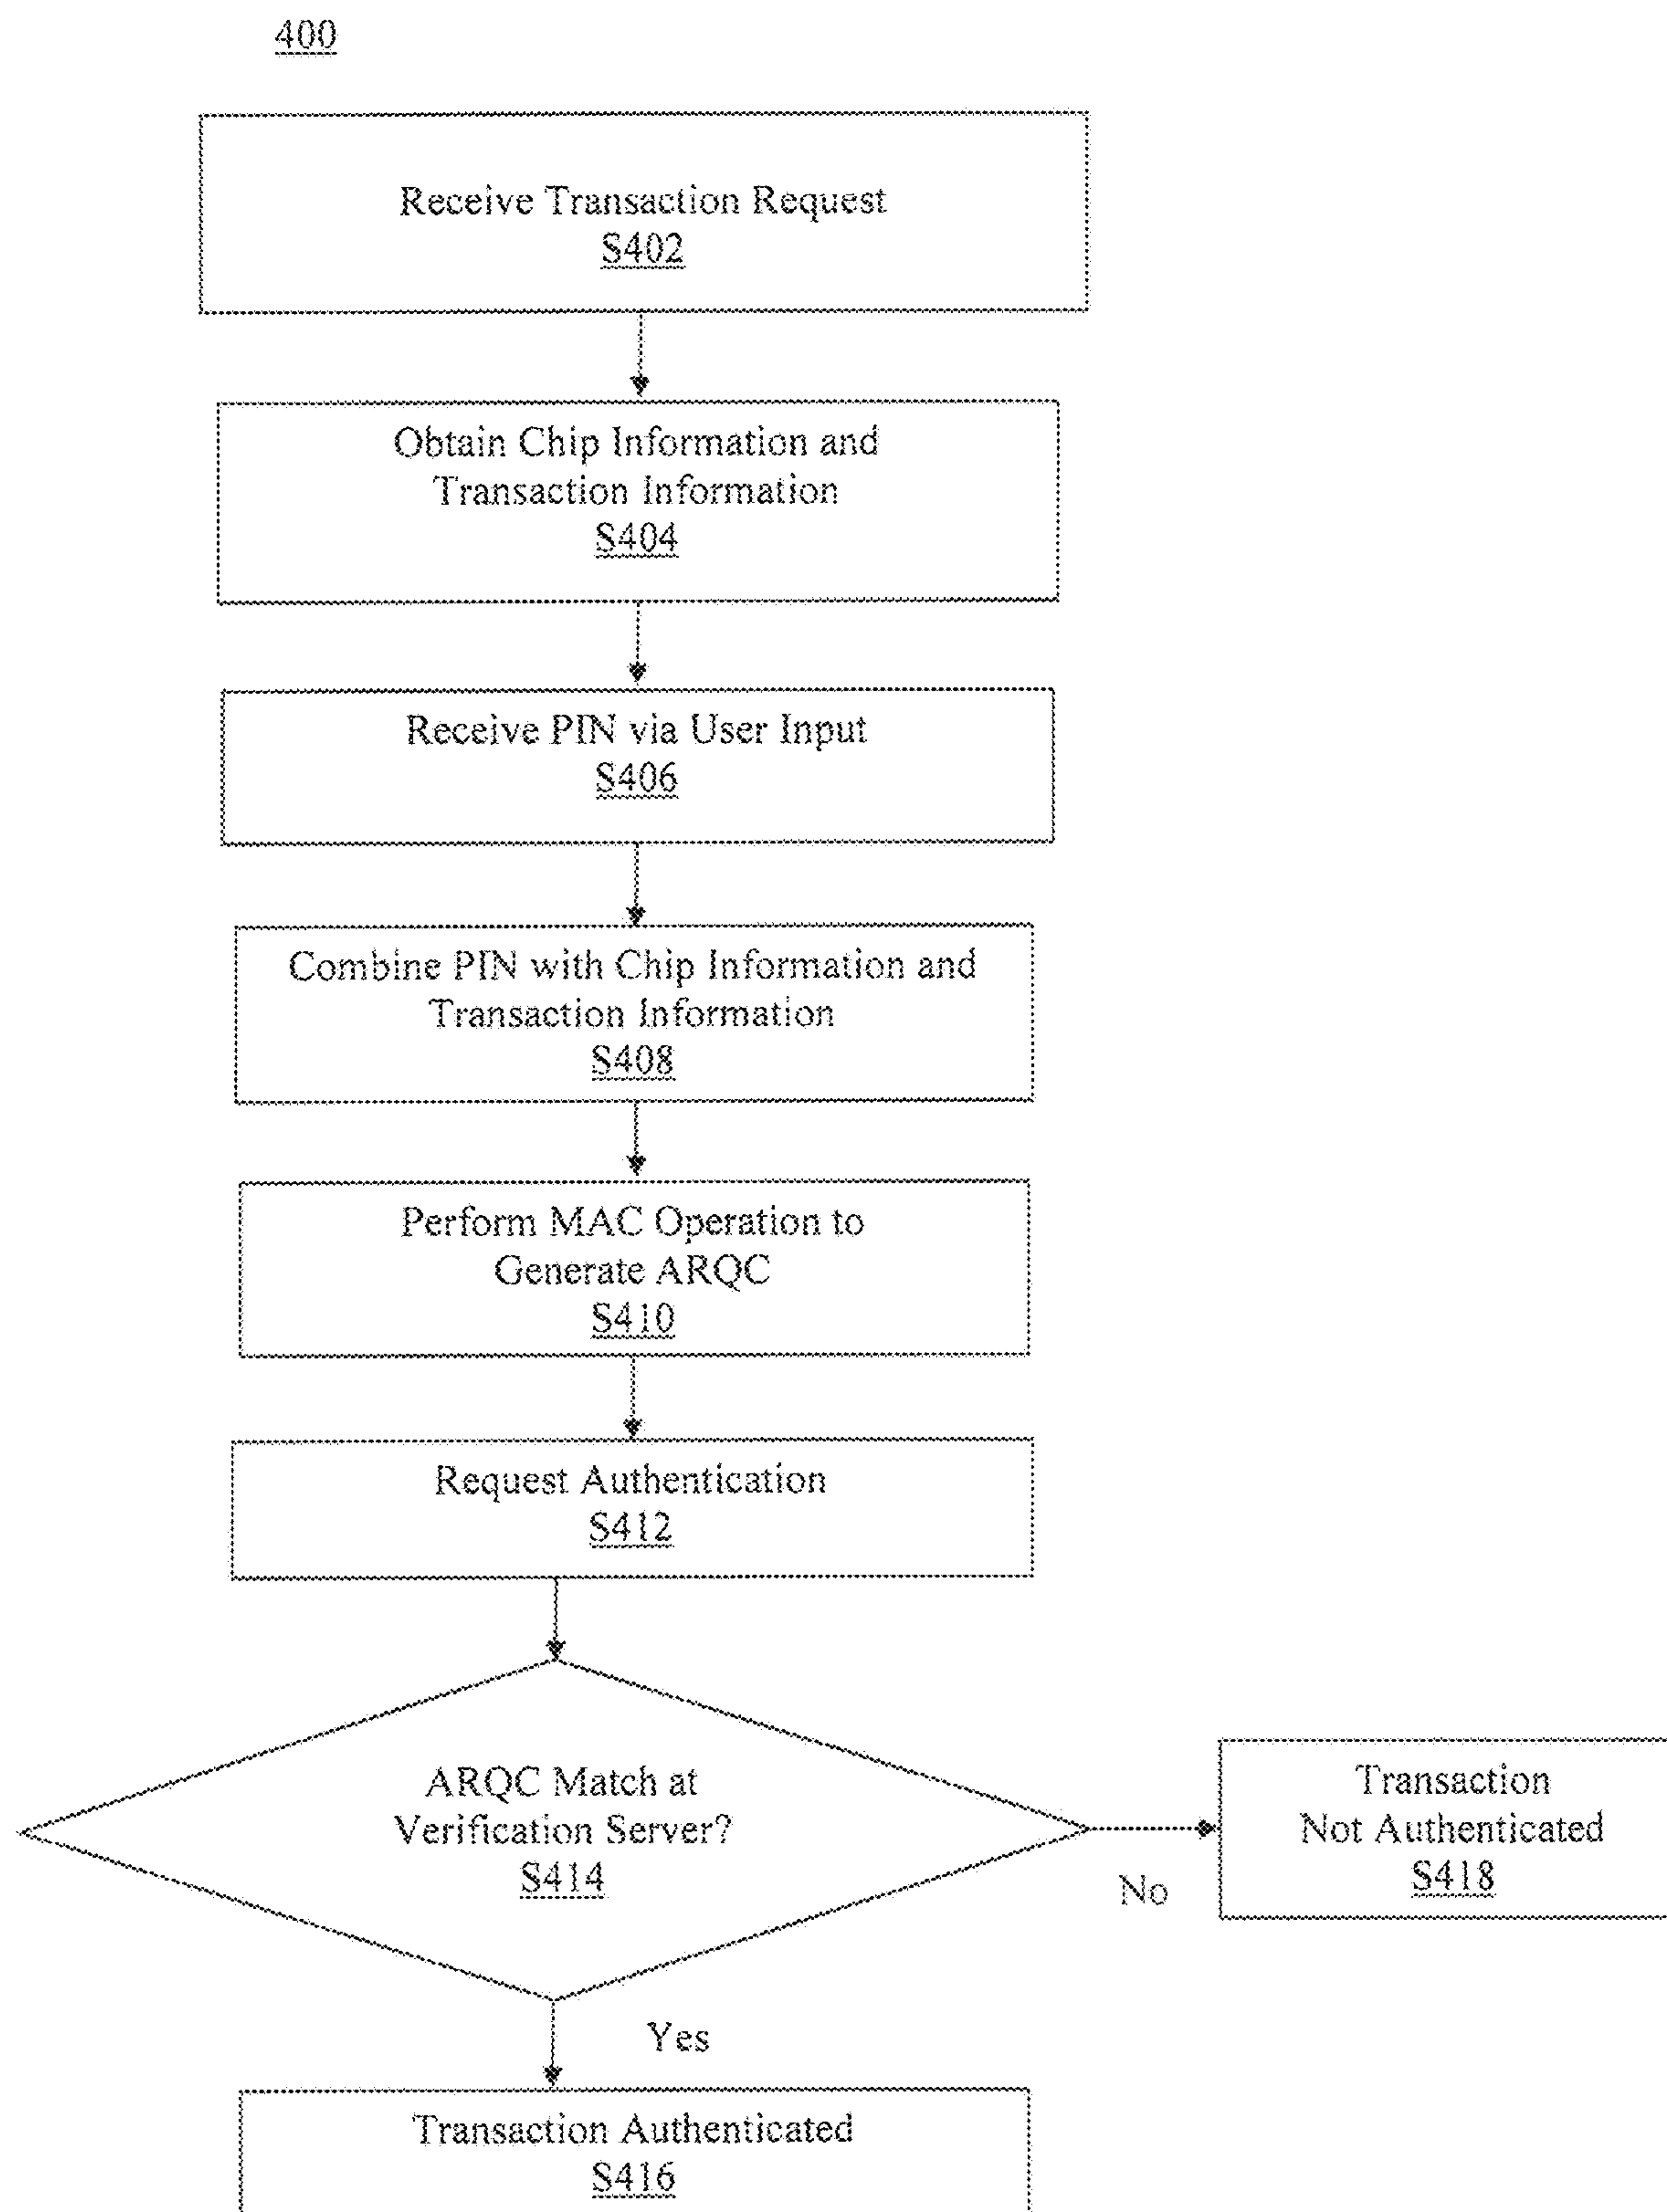 400
Receive Transaction Request
S402
Obtain Chip Information and
Transaction Information
S404
Receive PIN via User Input
S406
Combine PIN with Chip Information and
Transaction Information
S408
Perform MAC Operation to
Generate ARQC
S410
Request Authentication
S412
ARQC Match at
Verification Server?
S414
No
Transaction
Not Authenticated
S418
Yes
Transaction Authenticated
S416